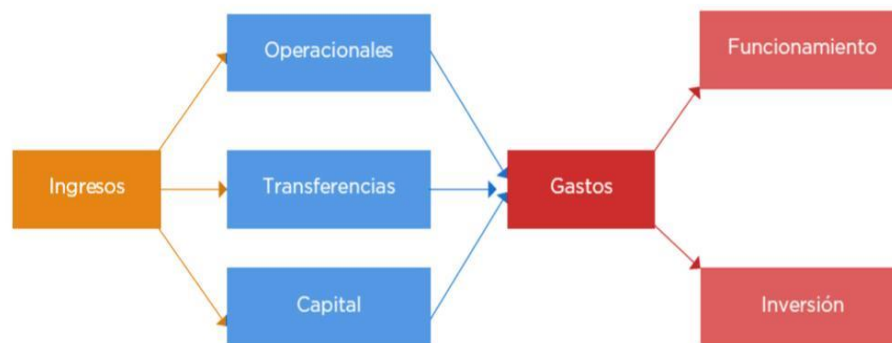 Operacionales
Funcionamiento
Ingresos
Transferencias
Gastos
Capital
Inversión